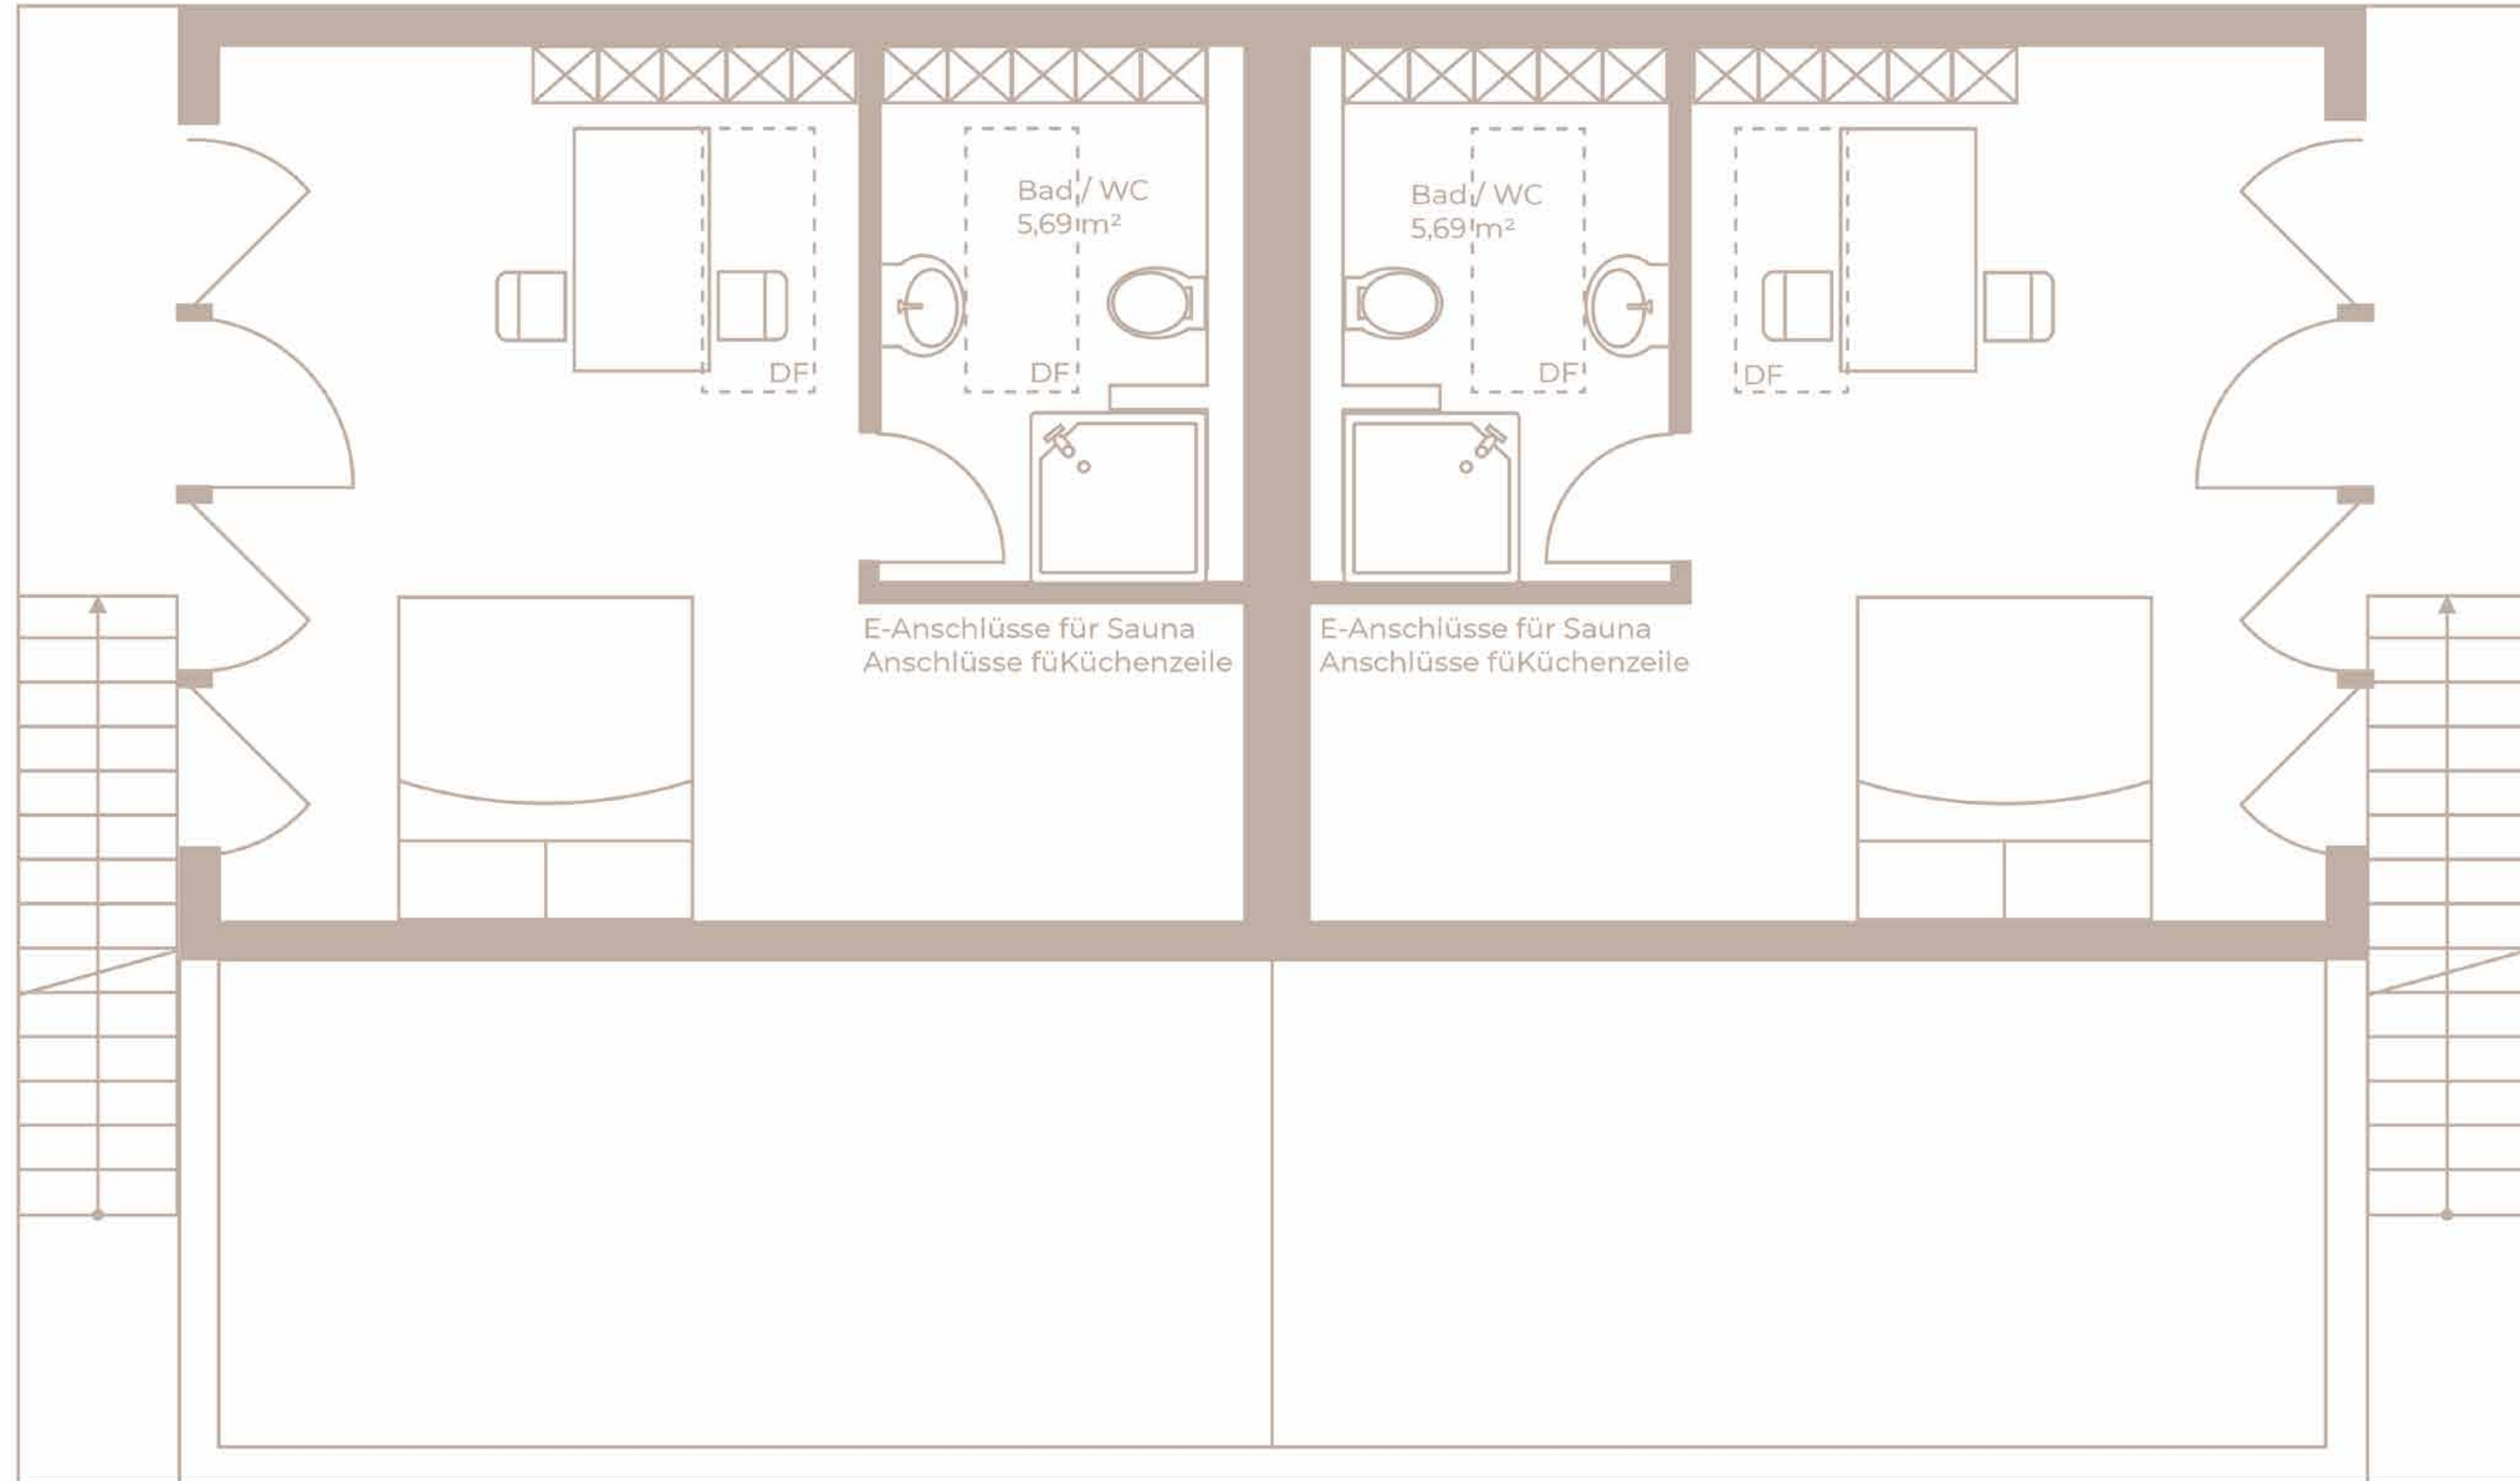 Bad / WC
5,69 m²
Bad / WC
5,69 m²
DF
DF
DF
DF
E-Anschlüsse für Sauna
Anschlüsse füKüchenzeile
E-Anschlüsse für Sauna
Anschlüsse füKüchenzeile